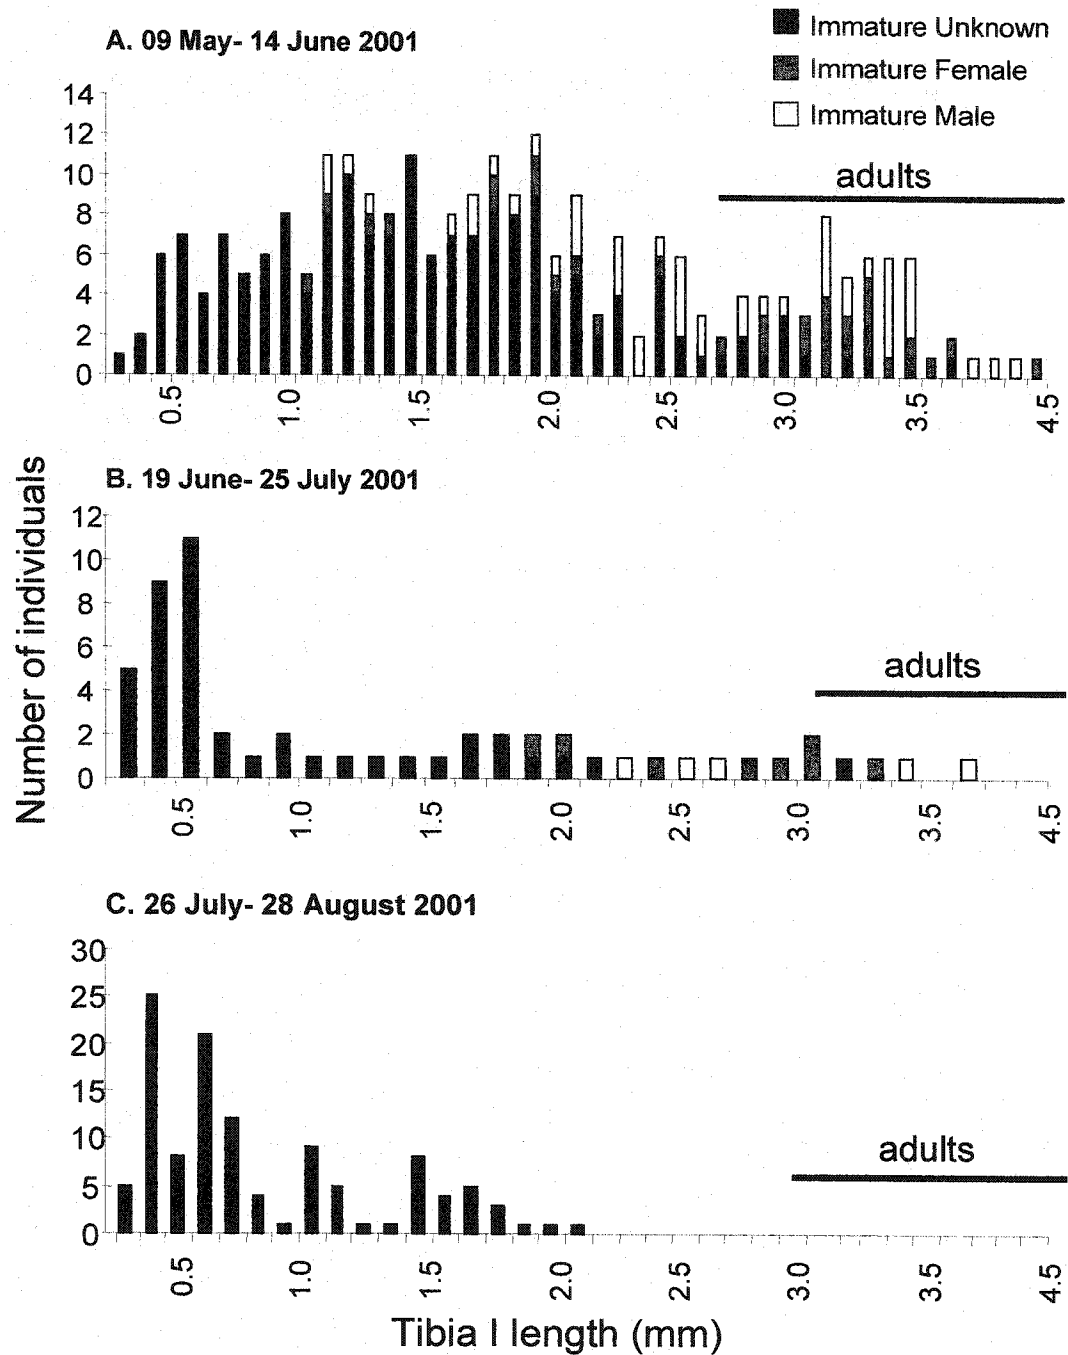 Immature Unknown
Immature Female
Immature Male
A. 09 May- 14 June 2001
14
12
10
8
6
4
2
0
adults
0.5 1.0 1.5 2.0 2.5 3.0 3.5 4.5
Number of individuals
B. 19 June- 25 July 2001
12
10
8
6
4
2
0
adults
0.5 1.0 1.5 2.0 2.5 3.0 3.5 4.5
C. 26 July- 28 August 2001
30
25
20
15
10
5
0
adults
0.5 1.0 1.5 2.0 2.5 3.0 3.5 4.5
Tibia I length (mm)